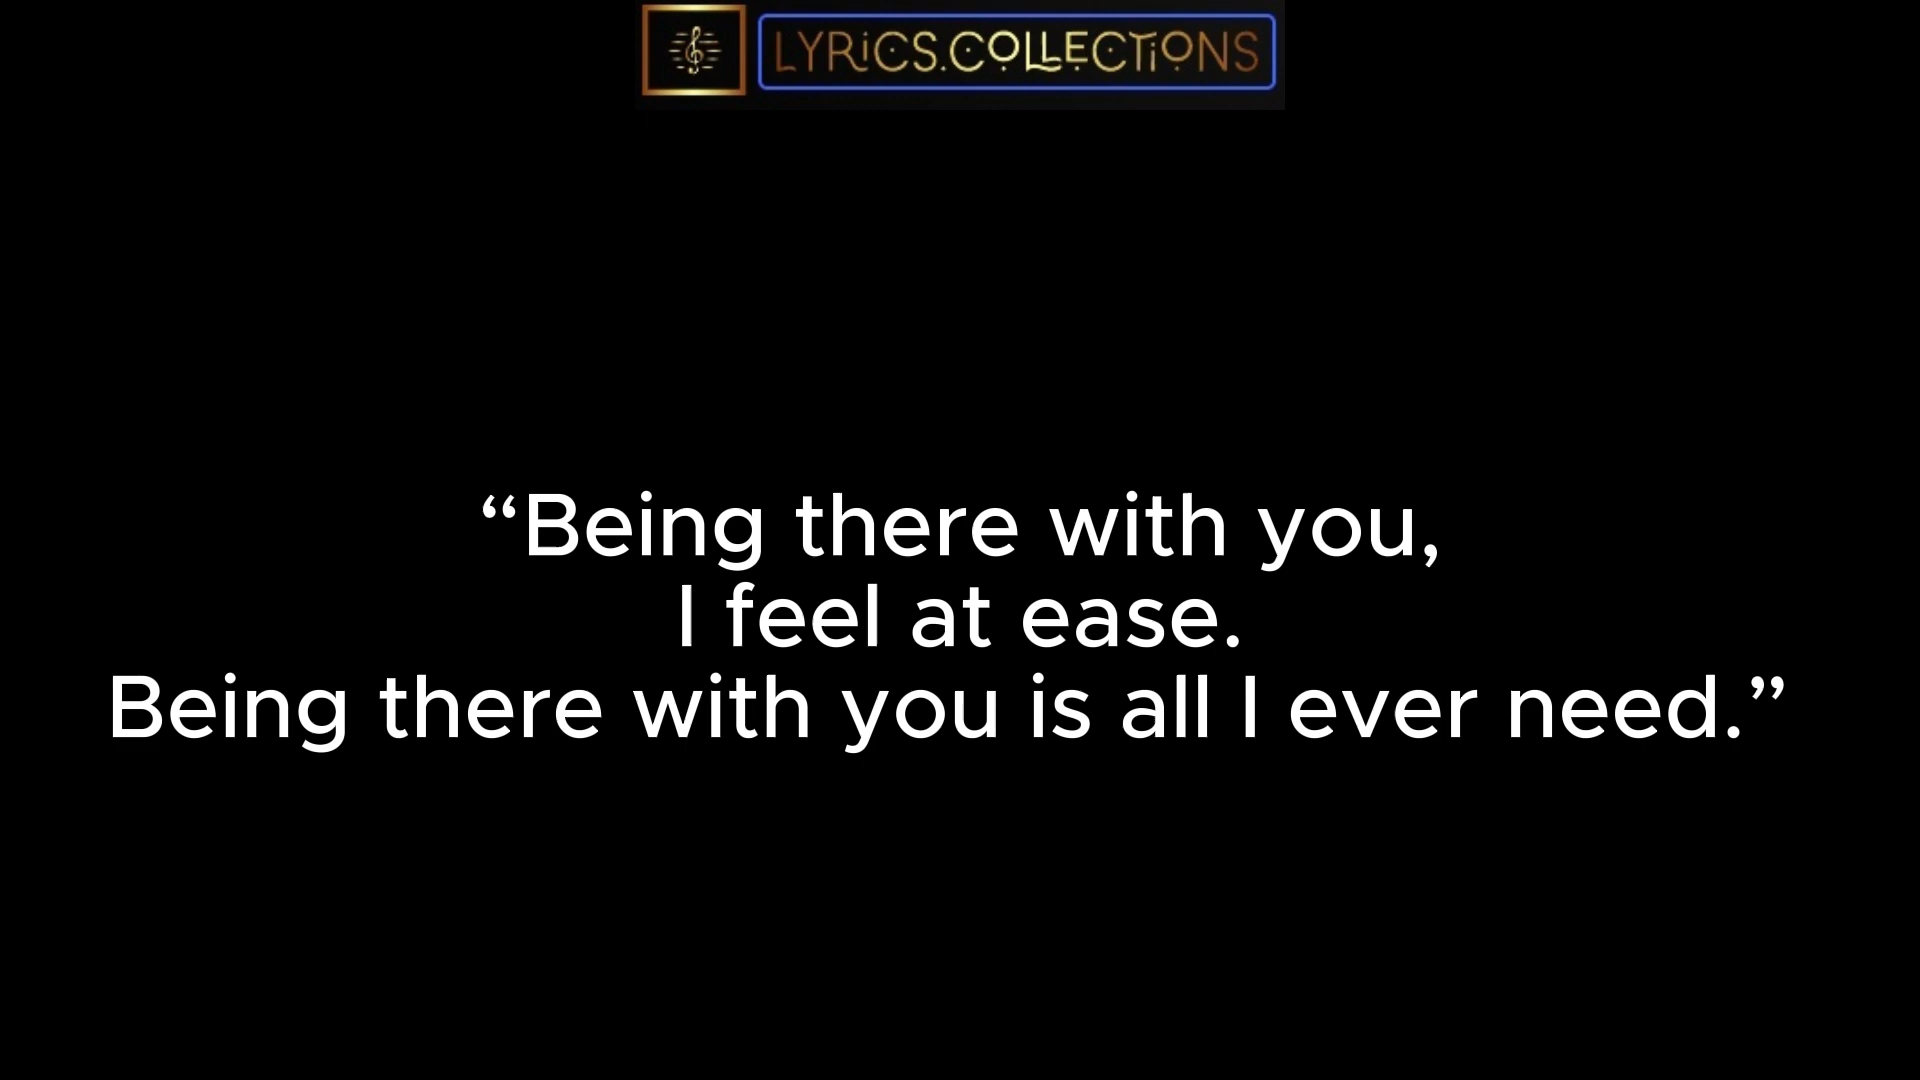 LYRICS.COLLECTIONS
“Being there with you,
I feel at ease.
Being there with you is all I ever need.”